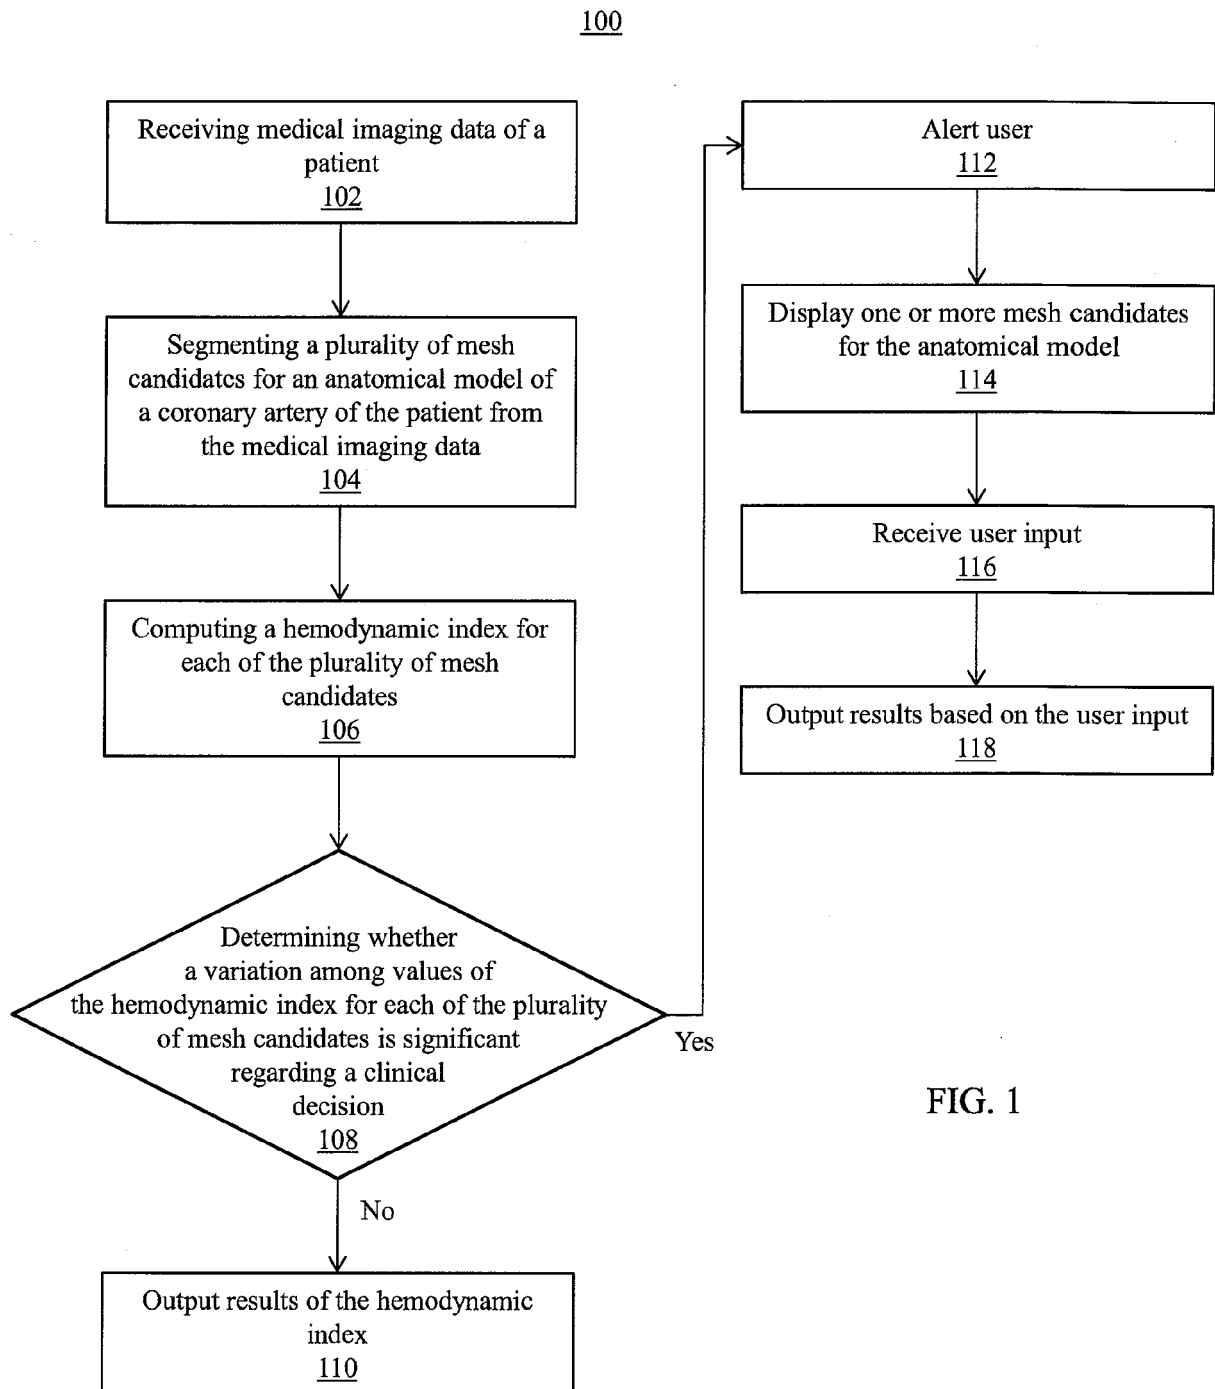 100
Receiving medical imaging data of a
patient
102
Segmenting a plurality of mesh
candidates for an anatomical model of
a coronary artery of the patient from
the medical imaging data
104
Computing a hemodynamic index for
each of the plurality of mesh
candidates
106
Determining whether
a variation among values of
the hemodynamic index for each of the plurality
of mesh candidates is significant
regarding a clinical
decision
108
Yes
No
Output results of the hemodynamic
index
110
Alert user
112
Display one or more mesh candidates
for the anatomical model
114
Receive user input
116
Output results based on the user input
118
FIG. 1